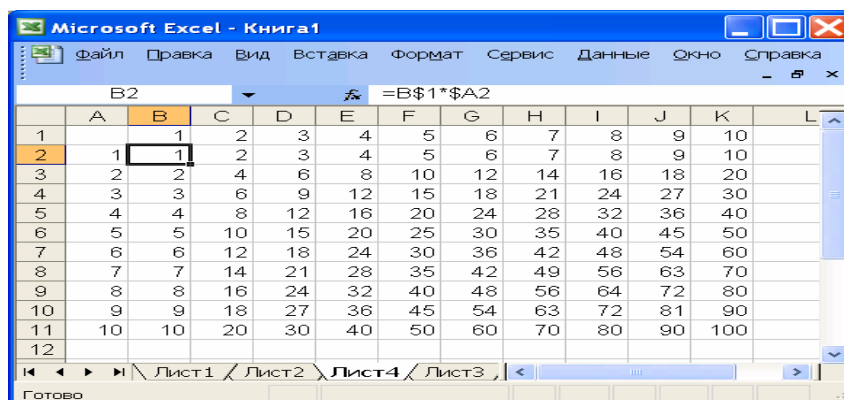 Microsoft Excel - Книга1
Файл Правка Вид Вставка Формат Сервис Данные Окно Справка
B2 fx =B$1*$A2
A B C D E F G H I J K L
1 1 2 3 4 5 6 7 8 9 10
2 1 1 2 3 4 5 6 7 8 9 10
3 2 2 4 6 8 10 12 14 16 18 20
4 3 3 6 9 12 15 18 21 24 27 30
5 4 4 8 12 16 20 24 28 32 36 40
6 5 5 10 15 20 25 30 35 40 45 50
7 6 6 12 18 24 30 36 42 48 54 60
8 7 7 14 21 28 35 42 49 56 63 70
9 8 8 16 24 32 40 48 56 64 72 80
10 9 9 18 27 36 45 54 63 72 81 90
11 10 10 20 30 40 50 60 70 80 90 100
12
Лист1 Лист2 Лист4 Лист3
Готово